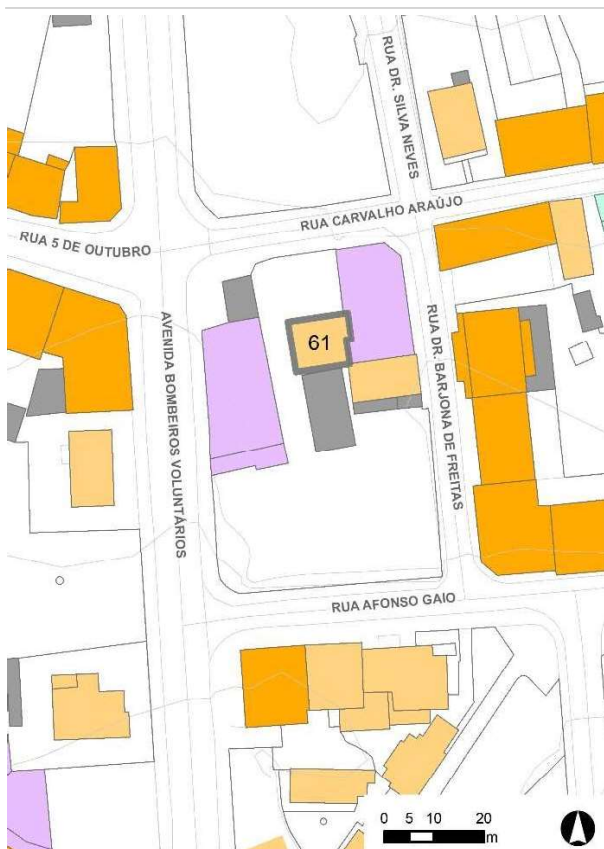 RUA DR. SILVA NEVES
RUA CARVALHO ARAÚJO
RUA 5 DE OUTUBRO
61
AVENIDA BOMBEIROS VOLUNTÁRIOS
RUA DR. BARJONA DE FREITAS
RUA AFONSO GAIO
0 5 10 20
m